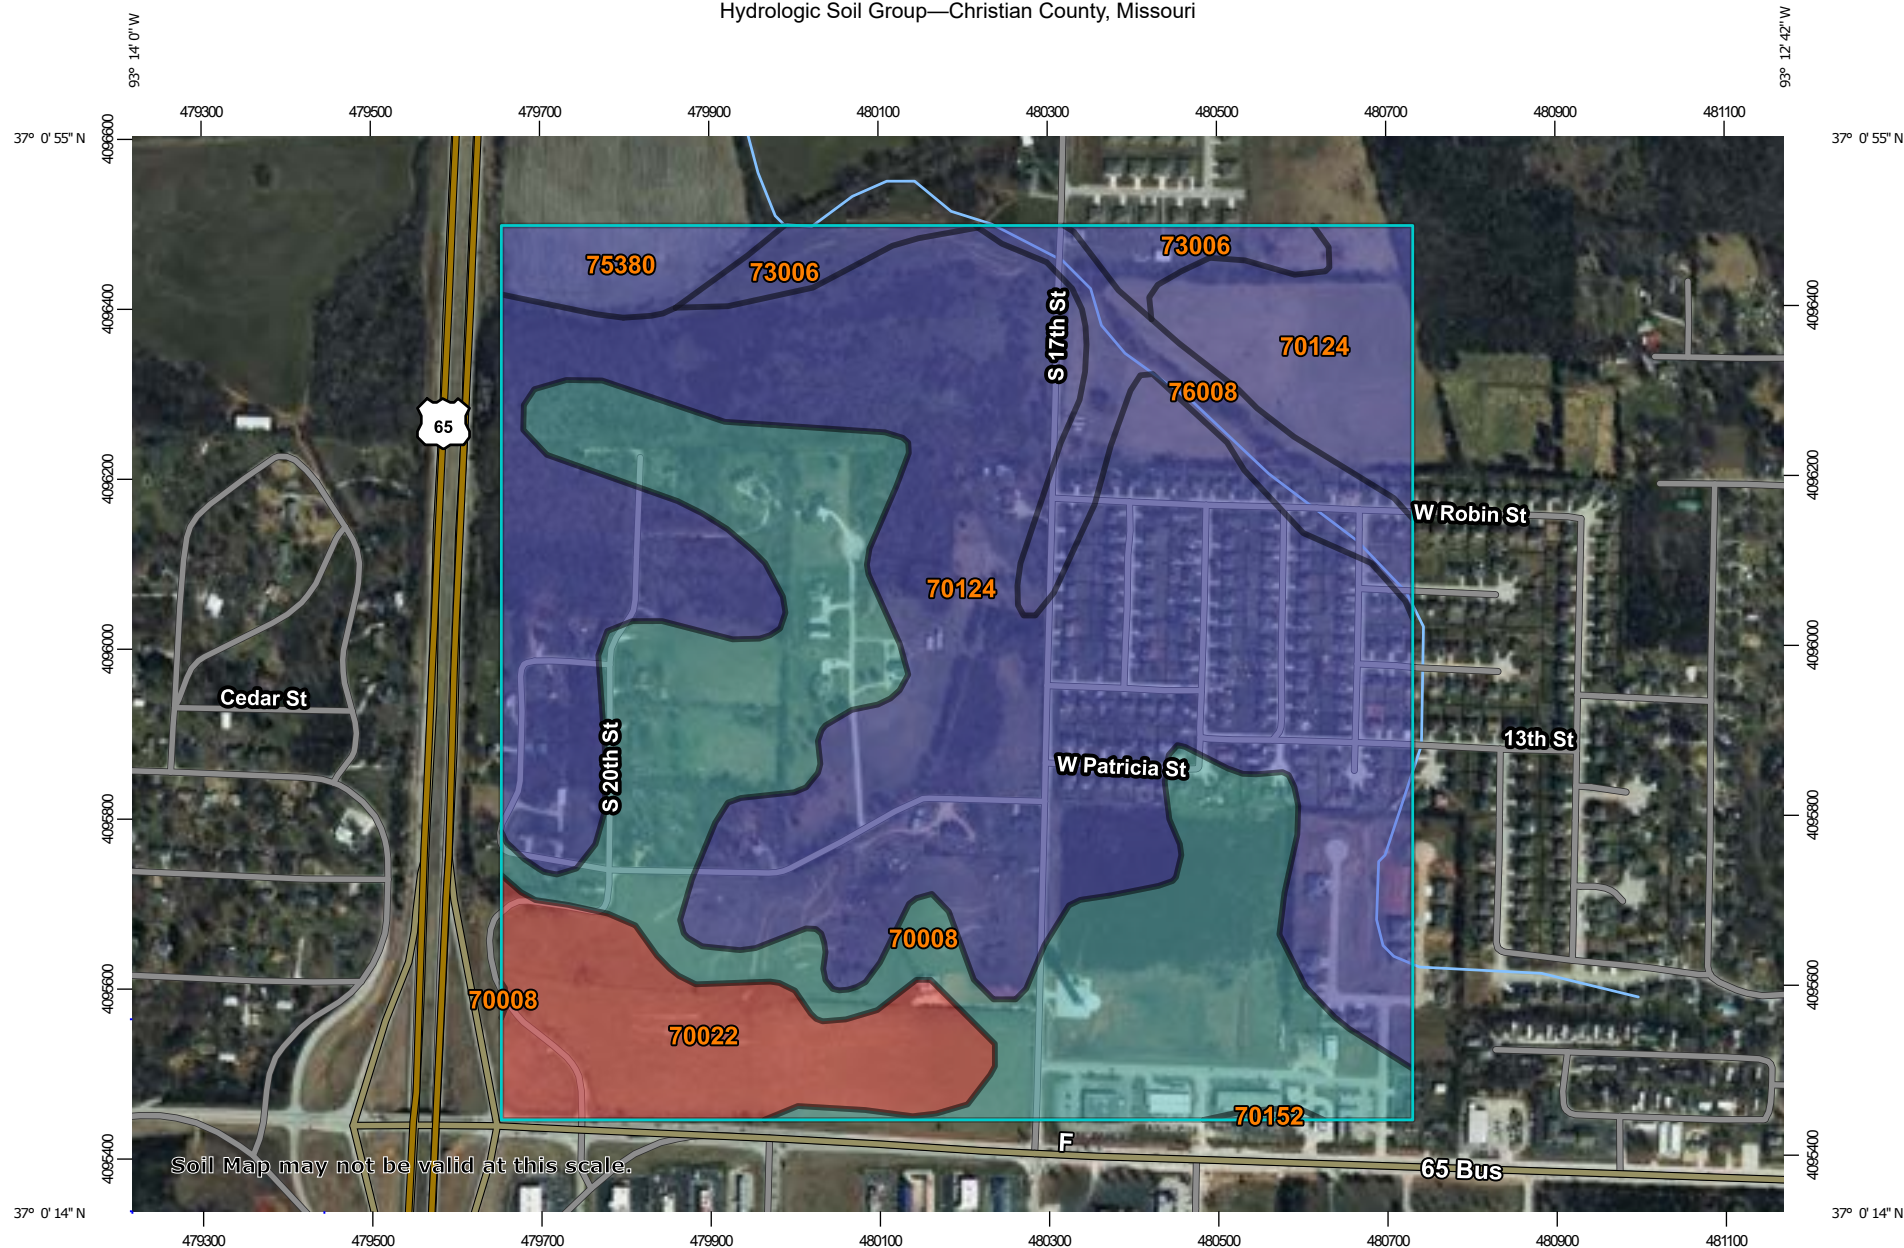 Hydrologic Soil Group—Christian County, Missouri
93° 14' 0'' W
93° 12' 42'' W
479300 479500 479700 479900 480100 480300 480500 480700 480900 481100
37° 0' 55'' N
37° 0' 55'' N
4096600
75380
73006
73006
4096400
4096400
S 17th St
70124
76008
65
4096200
4096200
W Robin St
70124
4096000
4096000
Cedar St
S 20th St
13th St
W Patricia St
4095800
4095800
70008
70008
4095600
4095600
70022
70152
F
4095400
4095400
Soil Map may not be valid at this scale.
65 Bus
37° 0' 14'' N
37° 0' 14'' N
479300 479500 479700 479900 480100 480300 480500 480700 480900 481100